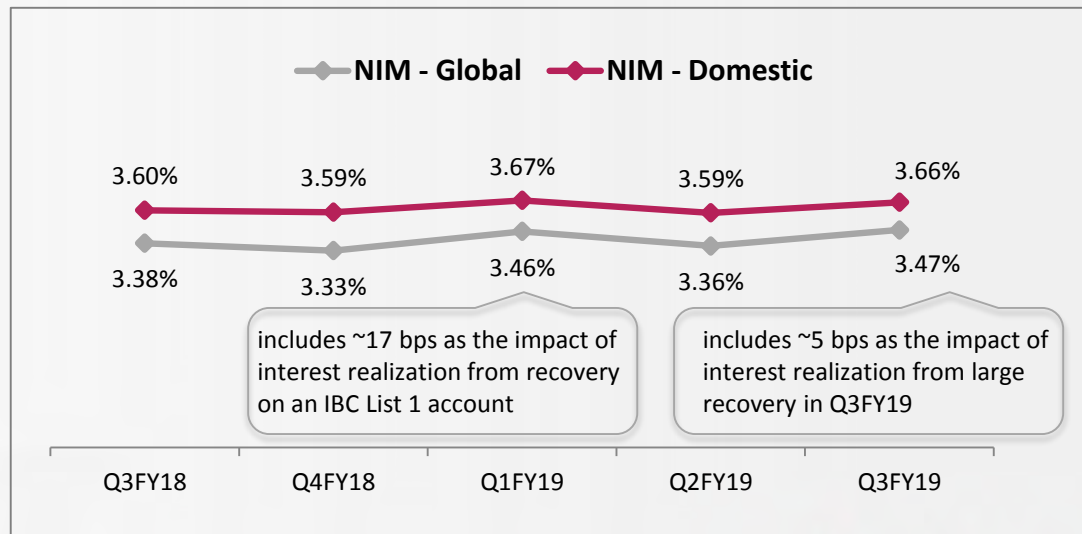 NIM - Global NIM - Domestic
3.60% 3.59% 3.67% 3.59% 3.66%
3.38% 3.33% 3.46% 3.36% 3.47%
includes ~17 bps as the impact of
interest realization from recovery
on an IBC List 1 account
includes ~5 bps as the impact of
interest realization from large
recovery in Q3FY19
Q3FY18 Q4FY18 Q1FY19 Q2FY19 Q3FY19